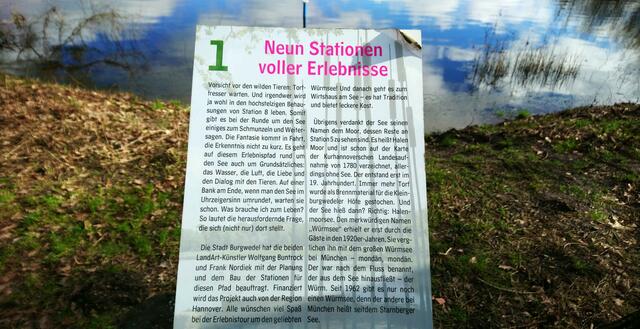 1
Neun Stationen
voller Erlebnisse
Vorsicht vor den wilden Tieren: Torf-
fresser warten. Und irgendwer wird
ja wohl in den höchstelzigen Behau-
sungen von Station 8 leben. Somit
gibt es bei der Runde um den See
einiges zum Schmunzeln und Weiter-
sagen. Die Fantasie kommt in Fahrt,
die Erkenntnis nicht zu kurz. Es geht
auf diesem Erlebnispfad rund um
den See auch um Grundsätzliches:
das Wasser, die Luft, die Liebe und
den Dialog mit den Tieren. Auf einer
Bank am Ende, wenn man den See im
Uhrzeigersinn umrundet, warten sie
schon. Was brauche ich zum Leben?
So lautet die herausfordernde Frage,
die sich (nicht nur) dort stellt.
Die Stadt Burgwedel hat die beiden
LandArt-Künstler Wolfgang Buntrock
und Frank Nordiek mit der Planung
und dem Bau der Stationen für
diesen Pfad beauftragt. Finanziert
wird das Projekt auch von der Region
Hannover. Alle wünschen viel Spaß
bei der Erlebnistour um den geliebten
Würmsee! Und danach geht es zum
Wirtshaus am See – es hat Tradition
und bietet leckere Kost.
Übrigens verdankt der See seinen
Namen dem Moor, dessen Reste an
Station 5 zu sehen sind. Es heißt Halen
Moor und ist schon auf der Karte
der Kurhannoverschen Landesauf-
nahme von 1780 verzeichnet, aller-
dings ohne See. Der entstand erst im
19. Jahrhundert. Immer mehr Torf
wurde als Brennmaterial für die Klein-
burgwedeler Höfe gestochen. Und
der See hieß dann? Richtig: Halen-
moorsee. Den merkwürdigen Namen
„Würmsee“ erhielt er erst durch die
Gäste in den 1920er-Jahren. Sie verg-
lichen ihn mit dem großen Würmsee
bei München – mondän, mondän.
Der war nach dem Fluss benannt,
der aus dem See hinausfließt – der
Würm. Seit 1962 gibt es nur noch
einen Würmsee, denn der andere bei
München heißt seitdem Starnberger
See.